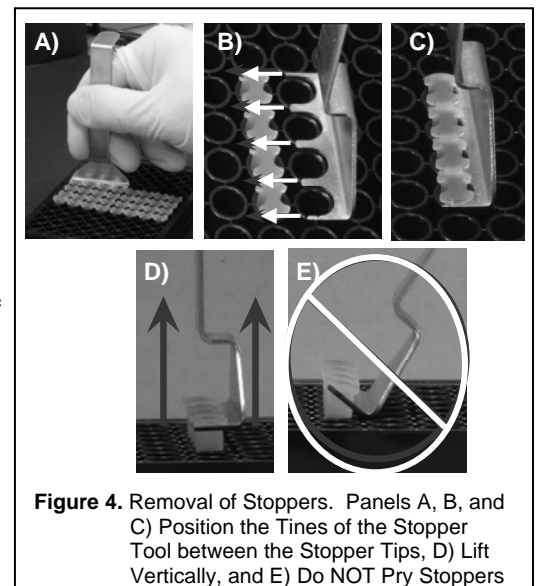 A)
B)
C)
D)
E)
Figure 4. Removal of Stoppers. Panels A, B, and
C) Position the Tines of the Stopper
Tool between the Stopper Tips, D) Lift
Vertically, and E) Do NOT Pry Stoppers